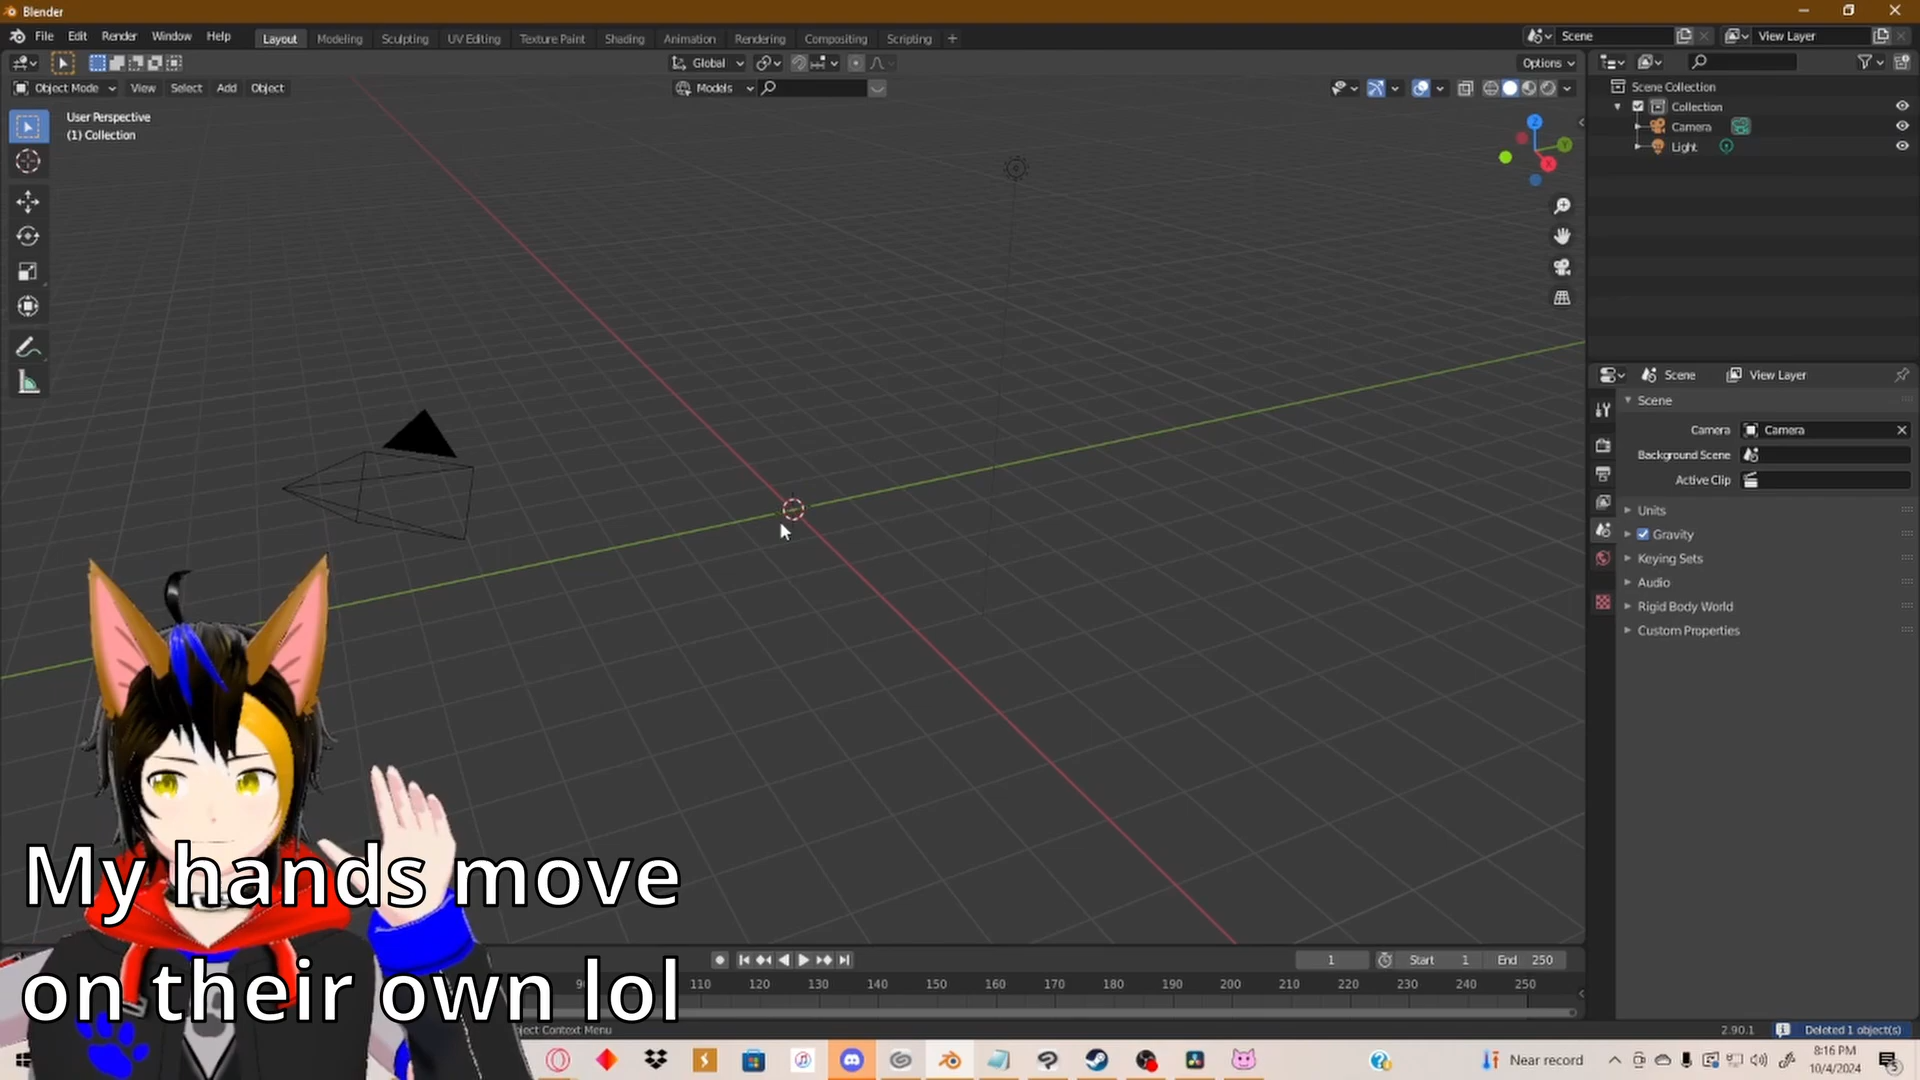 Blender
File Edit Render Window Help Layout Modeling Sculpting UV Editing Texture Paint Shading Animation Rendering Compositing Scripting + Scene View Layer
Global Options
Object Mode View Select Add Object Models
User Perspective
(1) Collection
Z
Y
X
Scene Collection
Collection
Camera
Light
Scene View Layer
Scene
Camera Camera
Background Scene
Active Clip
Units
Gravity
Keying Sets
Audio
Rigid Body World
Custom Properties
My hands move
on their own lol
1 Start 1 End 250
110 120 130 140 150 160 170 180 190 200 210 220 230 240 250
ject Context Menu
2.90.1 Deleted 1 object(s)
Near record
8:16 PM
10/4/2024
5